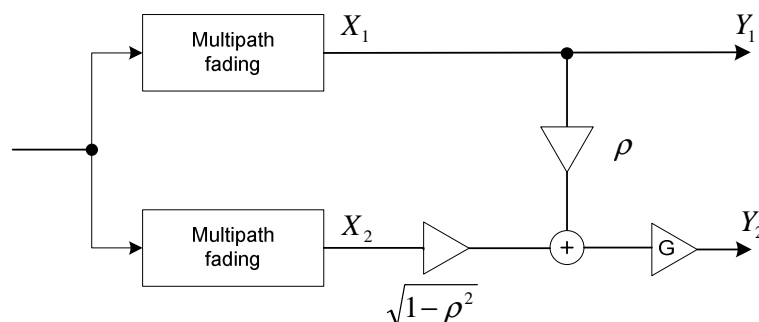 Multipath
fading
X₁
Y₁
ρ
Multipath
fading
X₂
√(1−ρ²)
+
G
Y₂